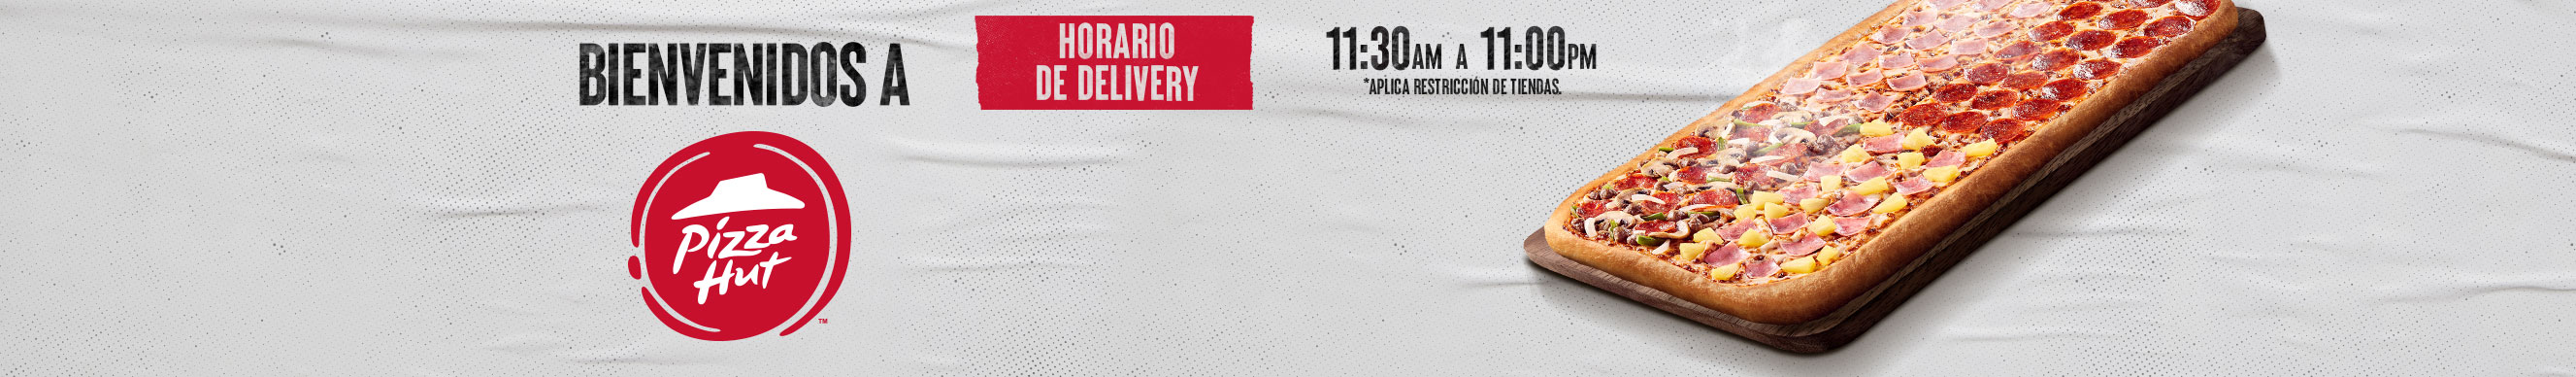 BIENVENIDOS A
Pizza
Hut
TM
HORARIO
DE DELIVERY
11:30AM A 11:00PM
*APLICA RESTRICCIÓN DE TIENDAS.